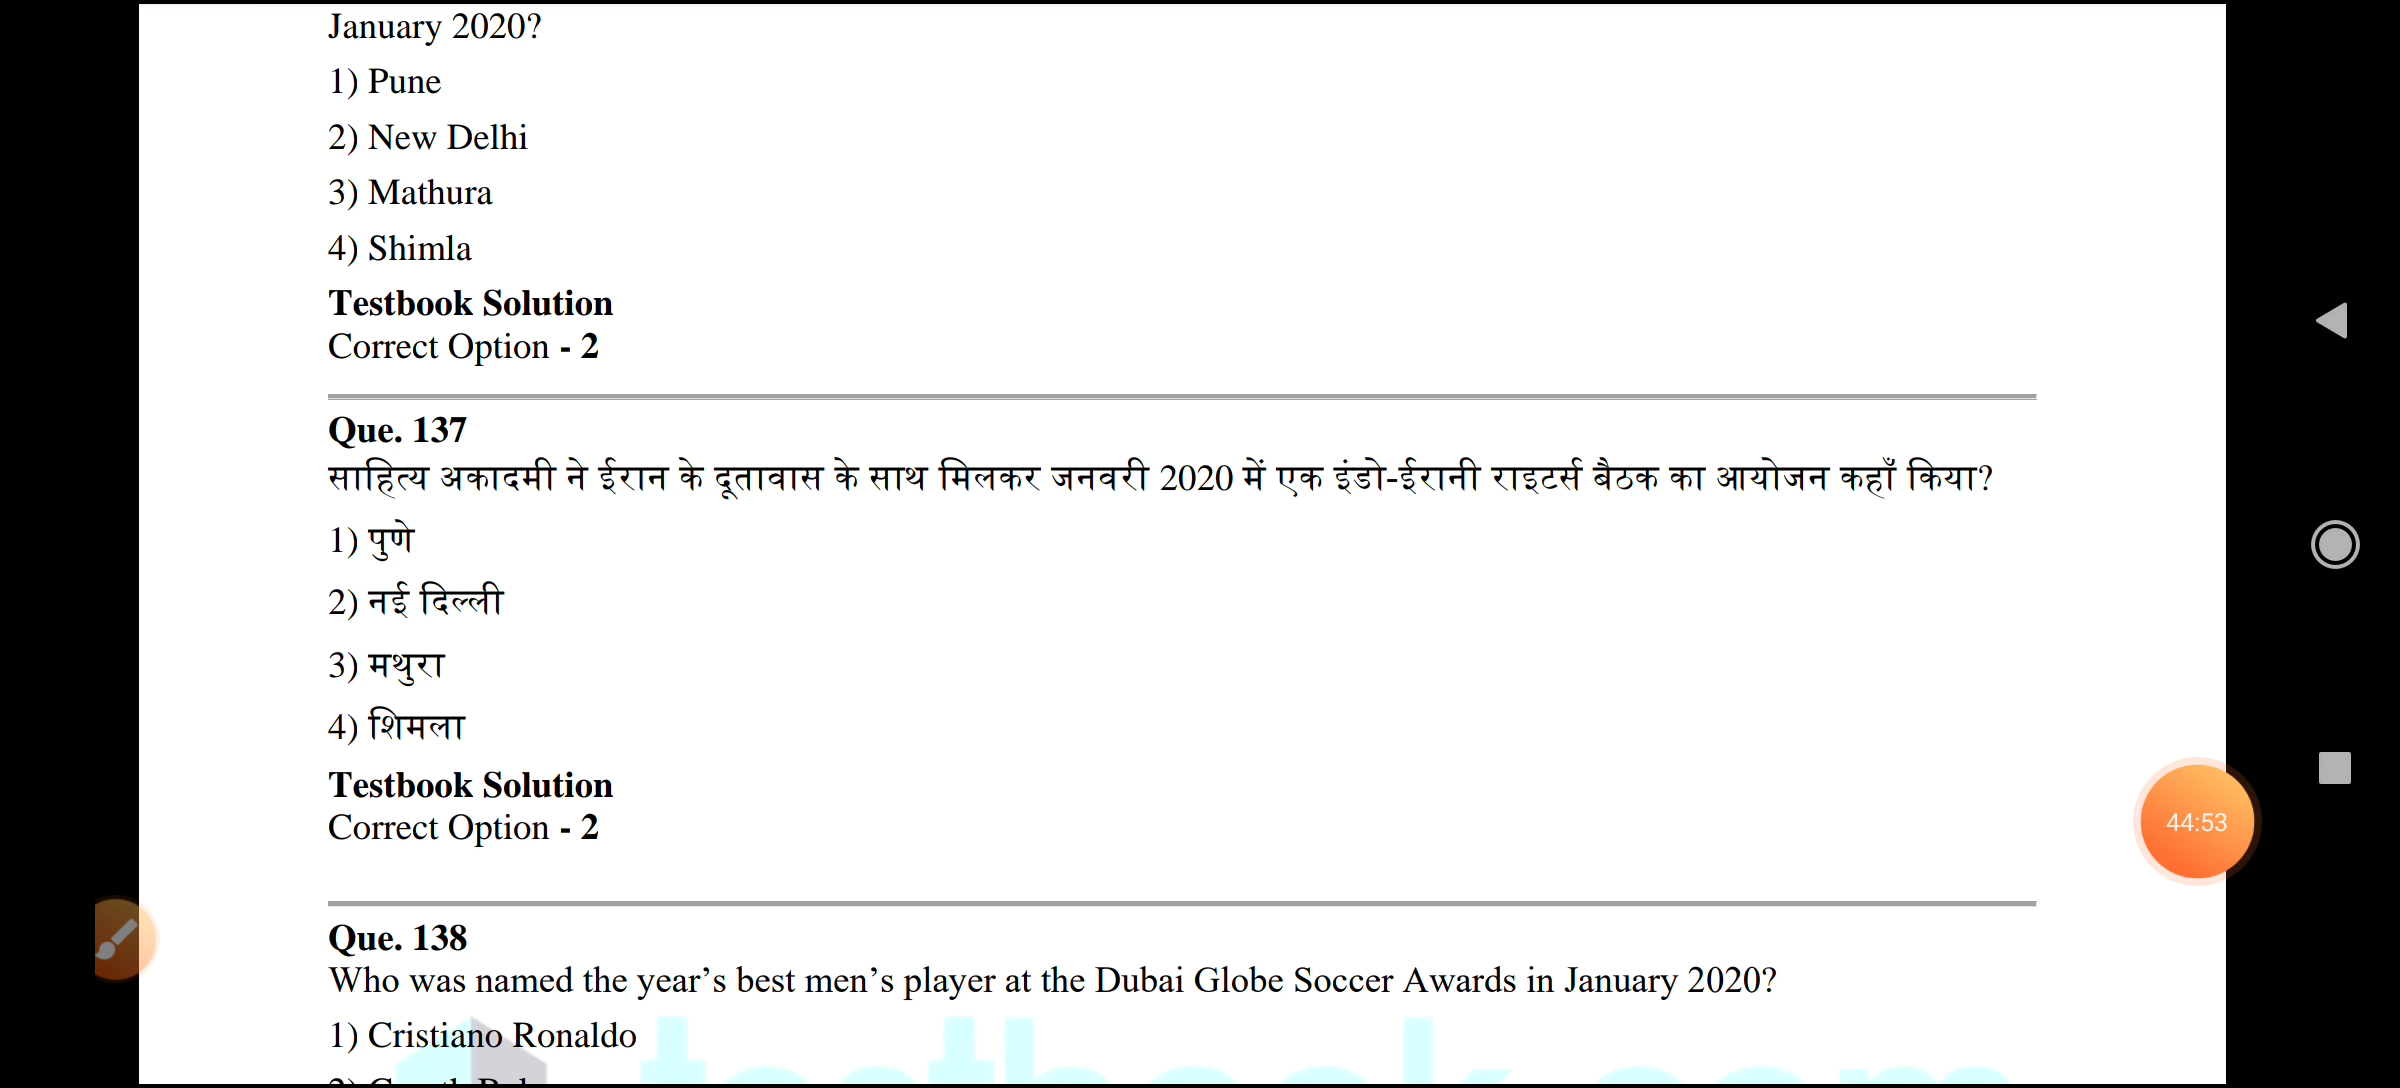 January 2020?
1) Pune
2) New Delhi
3) Mathura
4) Shimla
Testbook Solution
Correct Option - 2
Que. 137
साहित्य अकादमी ने ईरान के दूतावास के साथ मिलकर जनवरी 2020 में एक इंडो-ईरानी राइटर्स बैठक का आयोजन कहाँ किया?
1) पुणे
2) नई दिल्ली
3) मथुरा
4) शिमला
Testbook Solution
Correct Option - 2
44:53
Que. 138
Who was named the year’s best men’s player at the Dubai Globe Soccer Awards in January 2020?
1) Cristiano Ronaldo